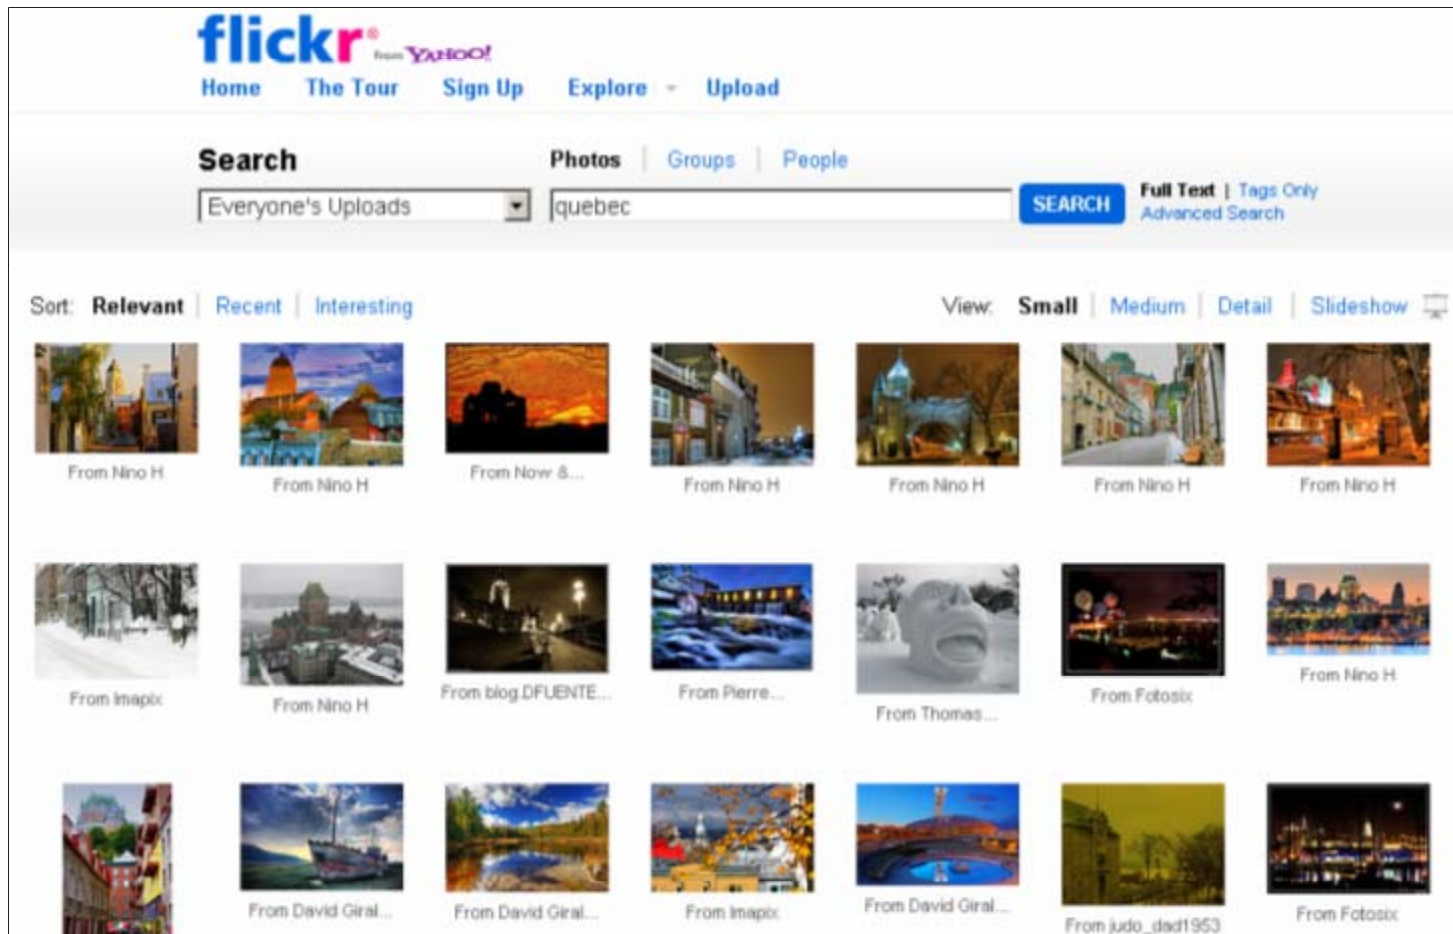 flickr from YAHOO!
Home The Tour Sign Up Explore Upload
Search Photos | Groups | People
Everyone's Uploads quebec SEARCH Full Text | Tags Only
Advanced Search
Sort: Relevant | Recent | Interesting View: Small | Medium | Detail | Slideshow
From Nino H From Nino H From Now &... From Nino H From Nino H From Nino H From Nino H
From Imapix From Nino H From blog.DFUENTE... From Pierre... From Thomas... From Fotosix From Nino H
From David Giral... From David Giral... From Imapix From David Giral... From judo_dad1953 From Fotosix